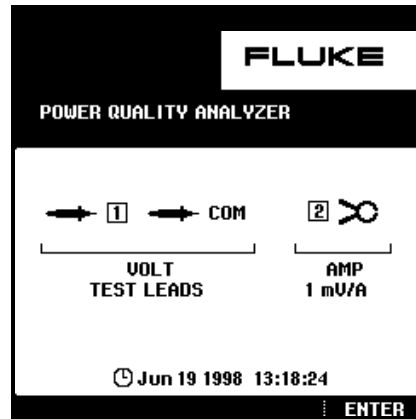 FLUKE
POWER QUALITY ANALYZER
1 COM 2
VOLT AMP
TEST LEADS 1 mV/A
Jun 19 1998 13:18:24
ENTER